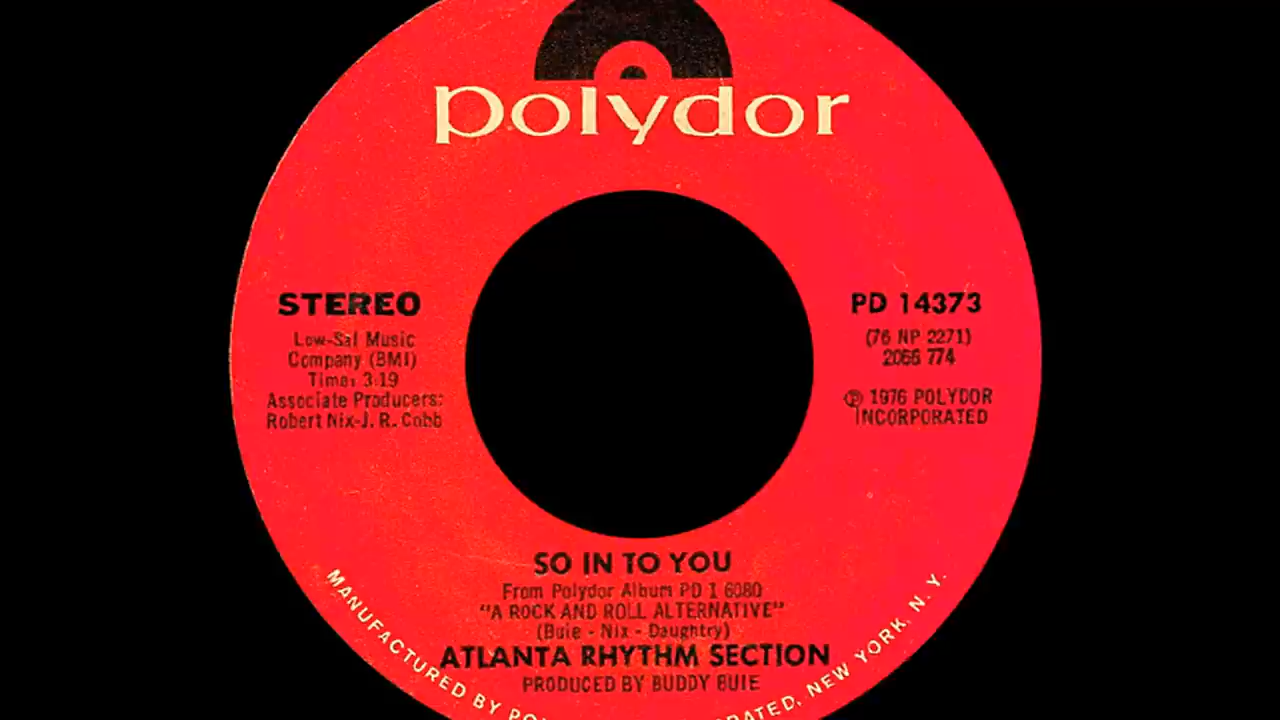 polydor
STEREO
Low-Sal Music
Company (BMI)
Time: 3:19
Associate Producers:
Robert Nix-J. R. Cobb
PD 14373
(76 NP 2271)
2066 774
Ⓟ 1976 POLYDOR
INCORPORATED
SO IN TO YOU
From Polydor Album PD 1 6080
"A ROCK AND ROLL ALTERNATIVE"
(Buie - Nix - Daughtry)
ATLANTA RHYTHM SECTION
PRODUCED BY BUDDY BUIE
MANUFACTURED BY NEW YORK, N. Y.